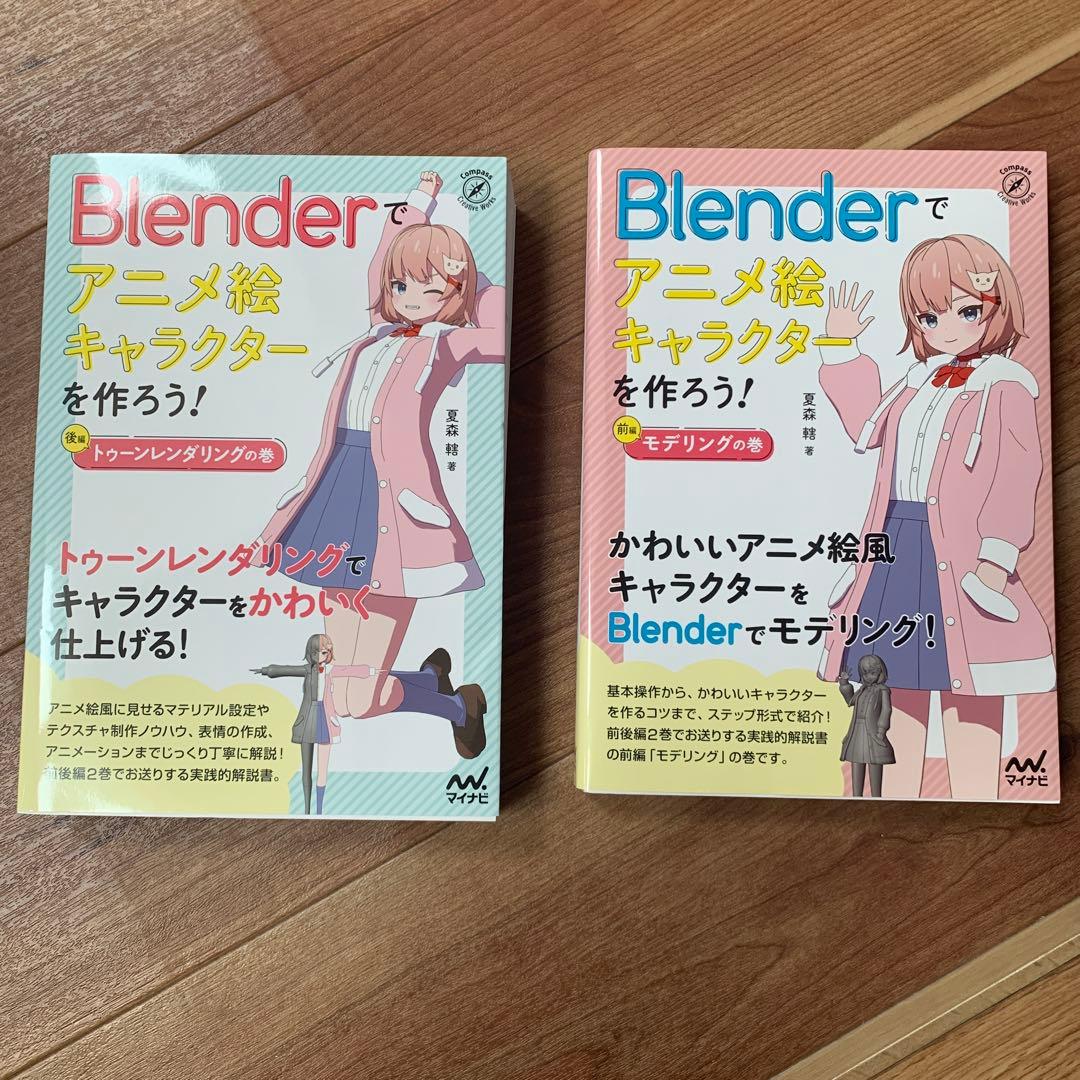 Blenderで
アニメ絵
キャラクター
を作ろう!
後編
トゥーンレンダリングの巻
夏森 轄 著
Compass
Creative Works
トゥーンレンダリングで
キャラクターをかわいく
仕上げる!
アニメ絵風に見せるマテリアル設定や
テクスチャ制作ノウハウ、表情の作成、
アニメーションまでじっくり丁寧に解説!
前後編2巻でお送りする実践的解説書。
マイナビ
Blenderで
アニメ絵
キャラクター
を作ろう!
前編
モデリングの巻
夏森 轄 著
Compass
Creative Works
かわいいアニメ絵風
キャラクターを
Blenderでモデリング!
基本操作から、かわいいキャラクター
を作るコツまで、ステップ形式で紹介!
前後編2巻でお送りする実践的解説書
の前編「モデリング」の巻です。
マイナビ